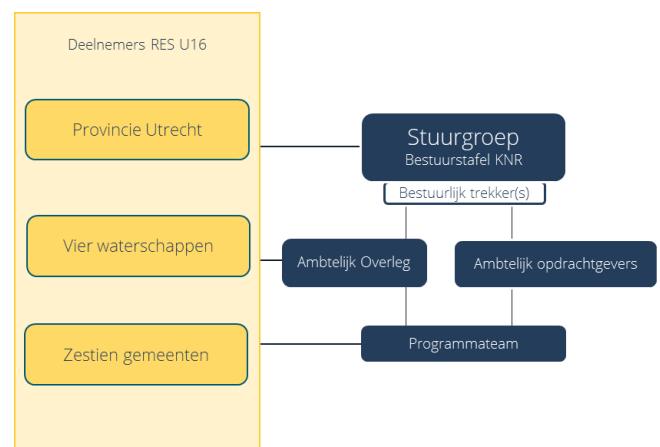 Deelnemers RES U16
Provincie Utrecht
Vier waterschappen
Zestien gemeenten
Stuurgroep
Bestuurstafel KNR
Bestuurlijk trekker(s)
Ambtelijk Overleg
Ambtelijk opdrachtgevers
Programmateam